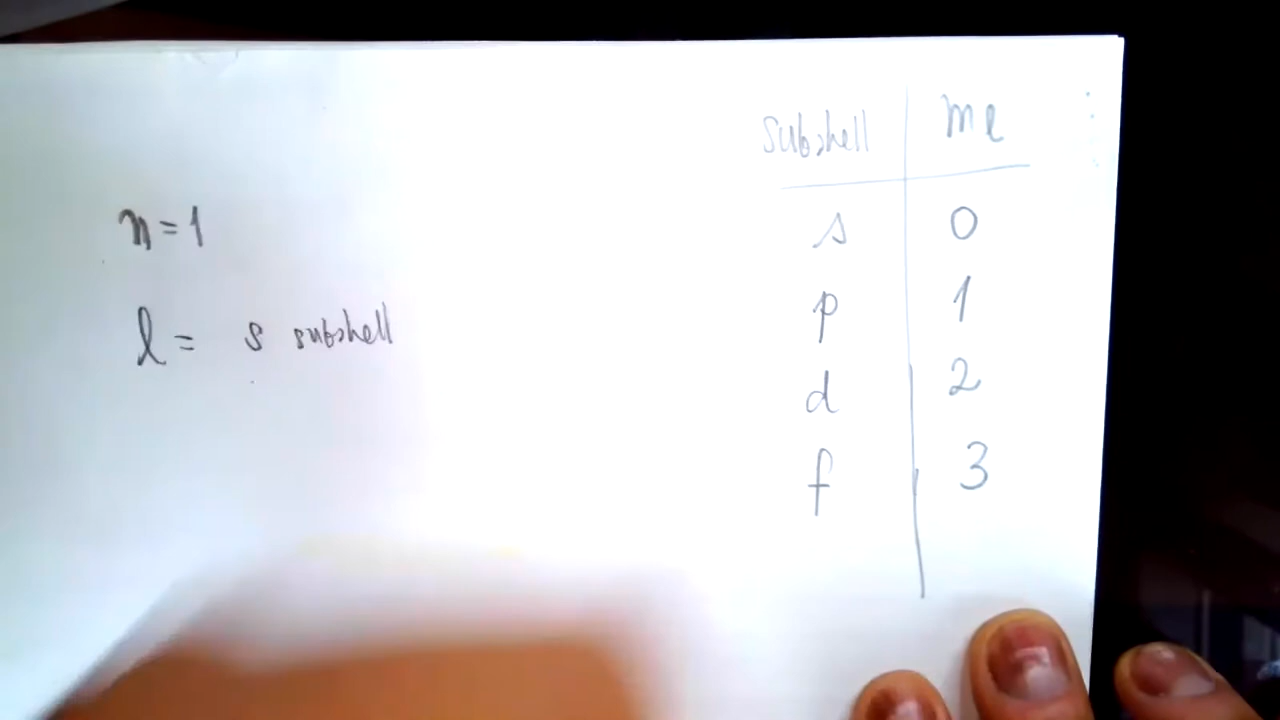 n = 1
l = s subshell
subshell ml
s 0
p 1
d 2
f 3